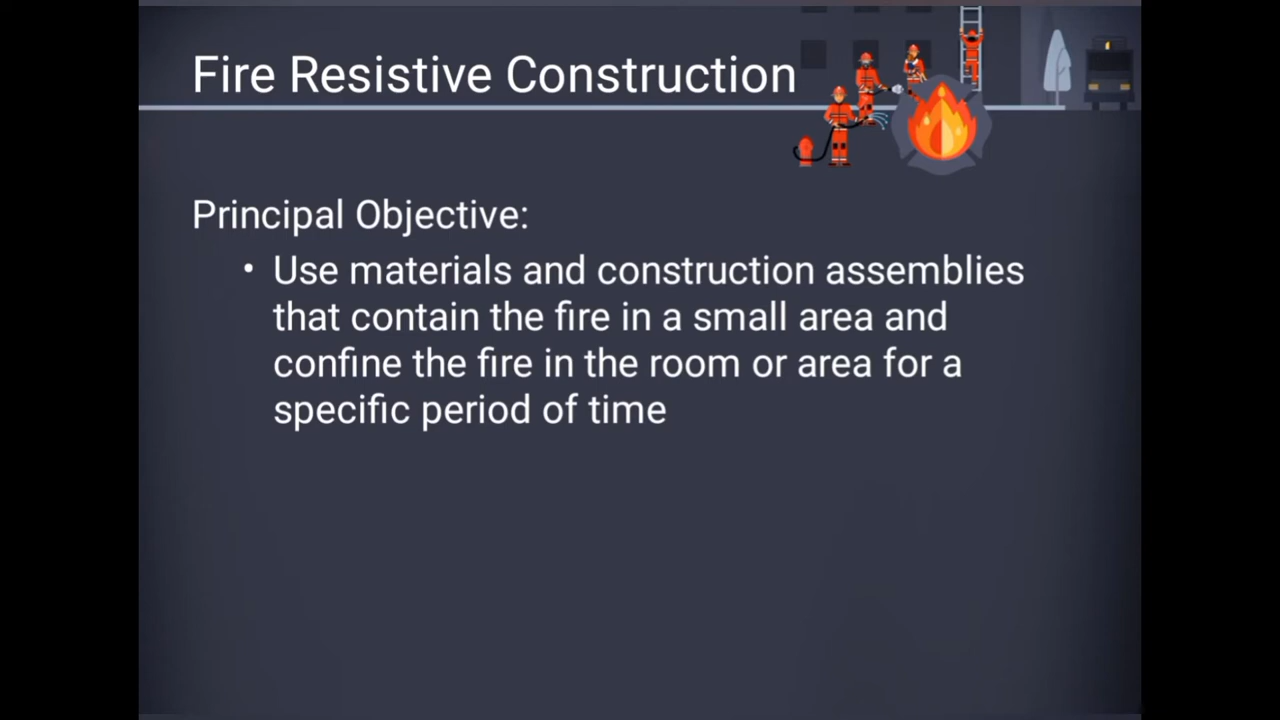 Fire Resistive Construction
Principal Objective:
• Use materials and construction assemblies
that contain the fire in a small area and
confine the fire in the room or area for a
specific period of time